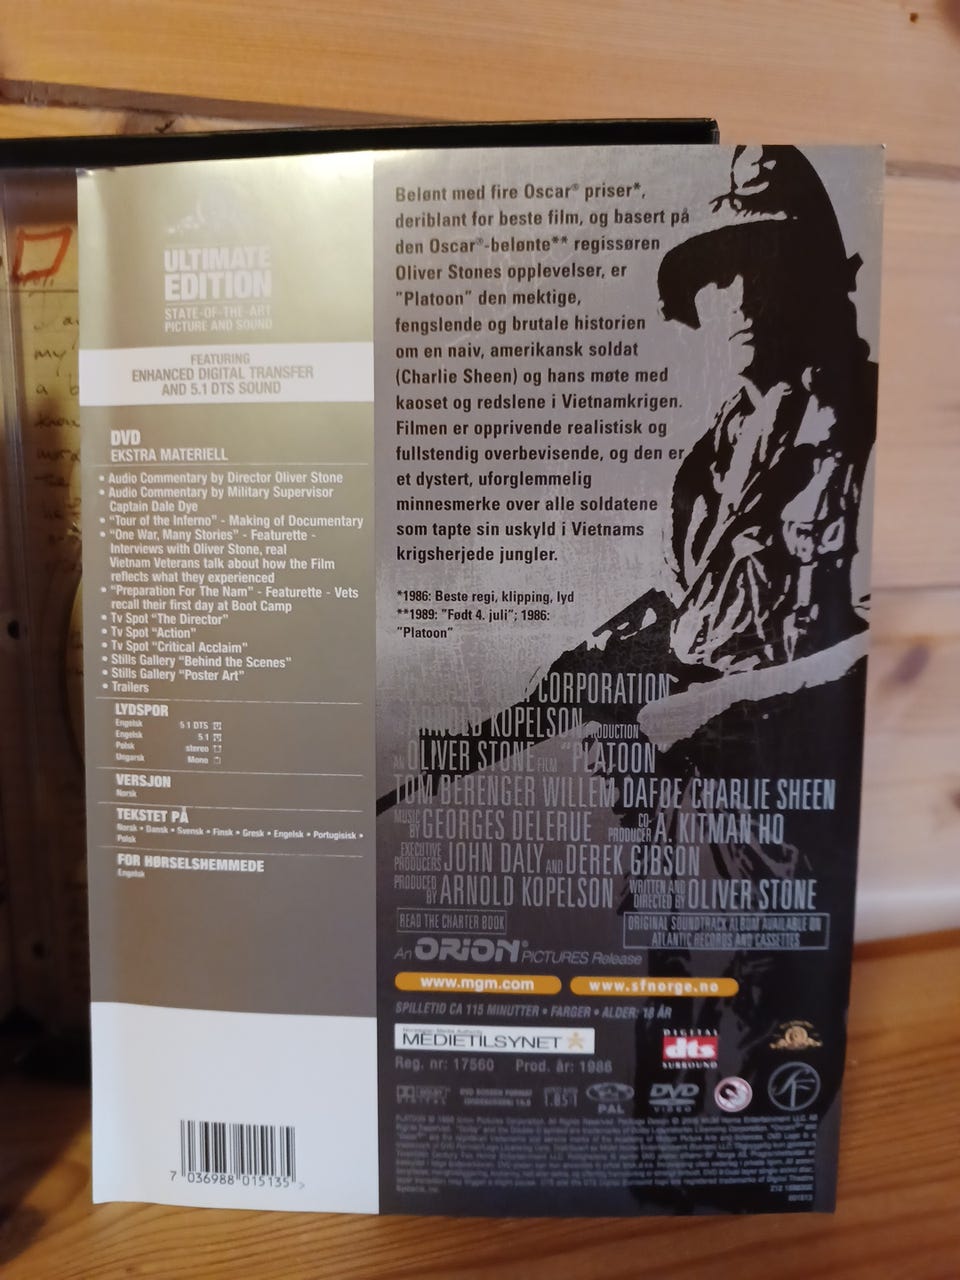 ULTIMATE
EDITION
STATE-OF-THE-ART
PICTURE AND SOUND
FEATURING
ENHANCED DIGITAL TRANSFER
AND 5.1 DTS SOUND
DVD
EKSTRA MATERIELL
• Audio Commentary by Director Oliver Stone
• Audio Commentary by Military Supervisor
Captain Dale Dye
• "Tour of the Inferno" - Making of Documentary
• "One War, Many Stories" - Featurette -
Interviews with Oliver Stone, real
Vietnam Veterans talk about how the Film
reflects what they experienced
• "Preparation For The Nam" - Featurette - Vets
recall their first day at Boot Camp
• Tv Spot "The Director"
• Tv Spot "Action"
• Tv Spot "Critical Acclaim"
• Stills Gallery "Behind the Scenes"
• Stills Gallery "Poster Art"
• Trailers
LYDSPOR
Engelsk 5.1 DTS
Engelsk 5.1
Polsk stereo
Ungarsk Mono
VERSJON
Norsk
TEKSTET PÅ
Norsk • Dansk • Svensk • Finsk • Gresk • Engelsk • Portugisisk •
Polsk
FOR HØRSELSHEMMEDE
Engelsk
7 036988 015135 >
Belønt med fire Oscar® priser*,
deriblant for beste film, og basert på
den Oscar®-belønte** regissøren
Oliver Stones opplevelser, er
"Platoon" den mektige,
fengslende og brutale historien
om en naiv, amerikansk soldat
(Charlie Sheen) og hans møte med
kaoset og redslene i Vietnamkrigen.
Filmen er opprivende realistisk og
fullstendig overbevisende, og den er
et dystert, uforglemmelig
minnesmerke over alle soldatene
som tapte sin uskyld i Vietnams
krigsherjede jungler.
*1986: Beste regi, klipping, lyd
**1989: "Født 4. juli"; 1986:
"Platoon"
CORPORATION
ARNOLD KOPELSON PRODUCTION
AN OLIVER STONE FILM "PLATOON"
TOM BERENGER WILLEM DAFOE CHARLIE SHEEN
MUSIC BY GEORGES DELERUE CO-PRODUCER A. KITMAN HO
EXECUTIVE PRODUCERS JOHN DALY AND DEREK GIBSON
PRODUCED BY ARNOLD KOPELSON WRITTEN AND DIRECTED BY OLIVER STONE
READ THE CHARTER BOOK
ORIGINAL SOUNDTRACK ALBUM AVAILABLE ON
ATLANTIC RECORDS AND CASSETTES
An ORION® PICTURES Release
www.mgm.com
www.sfnorge.no
SPILLETID CA 115 MINUTTER • FARGER • ALDER: 18 ÅR
Norwegian Media Authority
MEDIETILSYNET
Reg. nr: 17560 Prod. år: 1986
DIGITAL
dts
SURROUND
DOLBY
DIGITAL
DVD SCREEN FORMAT
1.85:1
PAL
DVD
VIDEO
SF